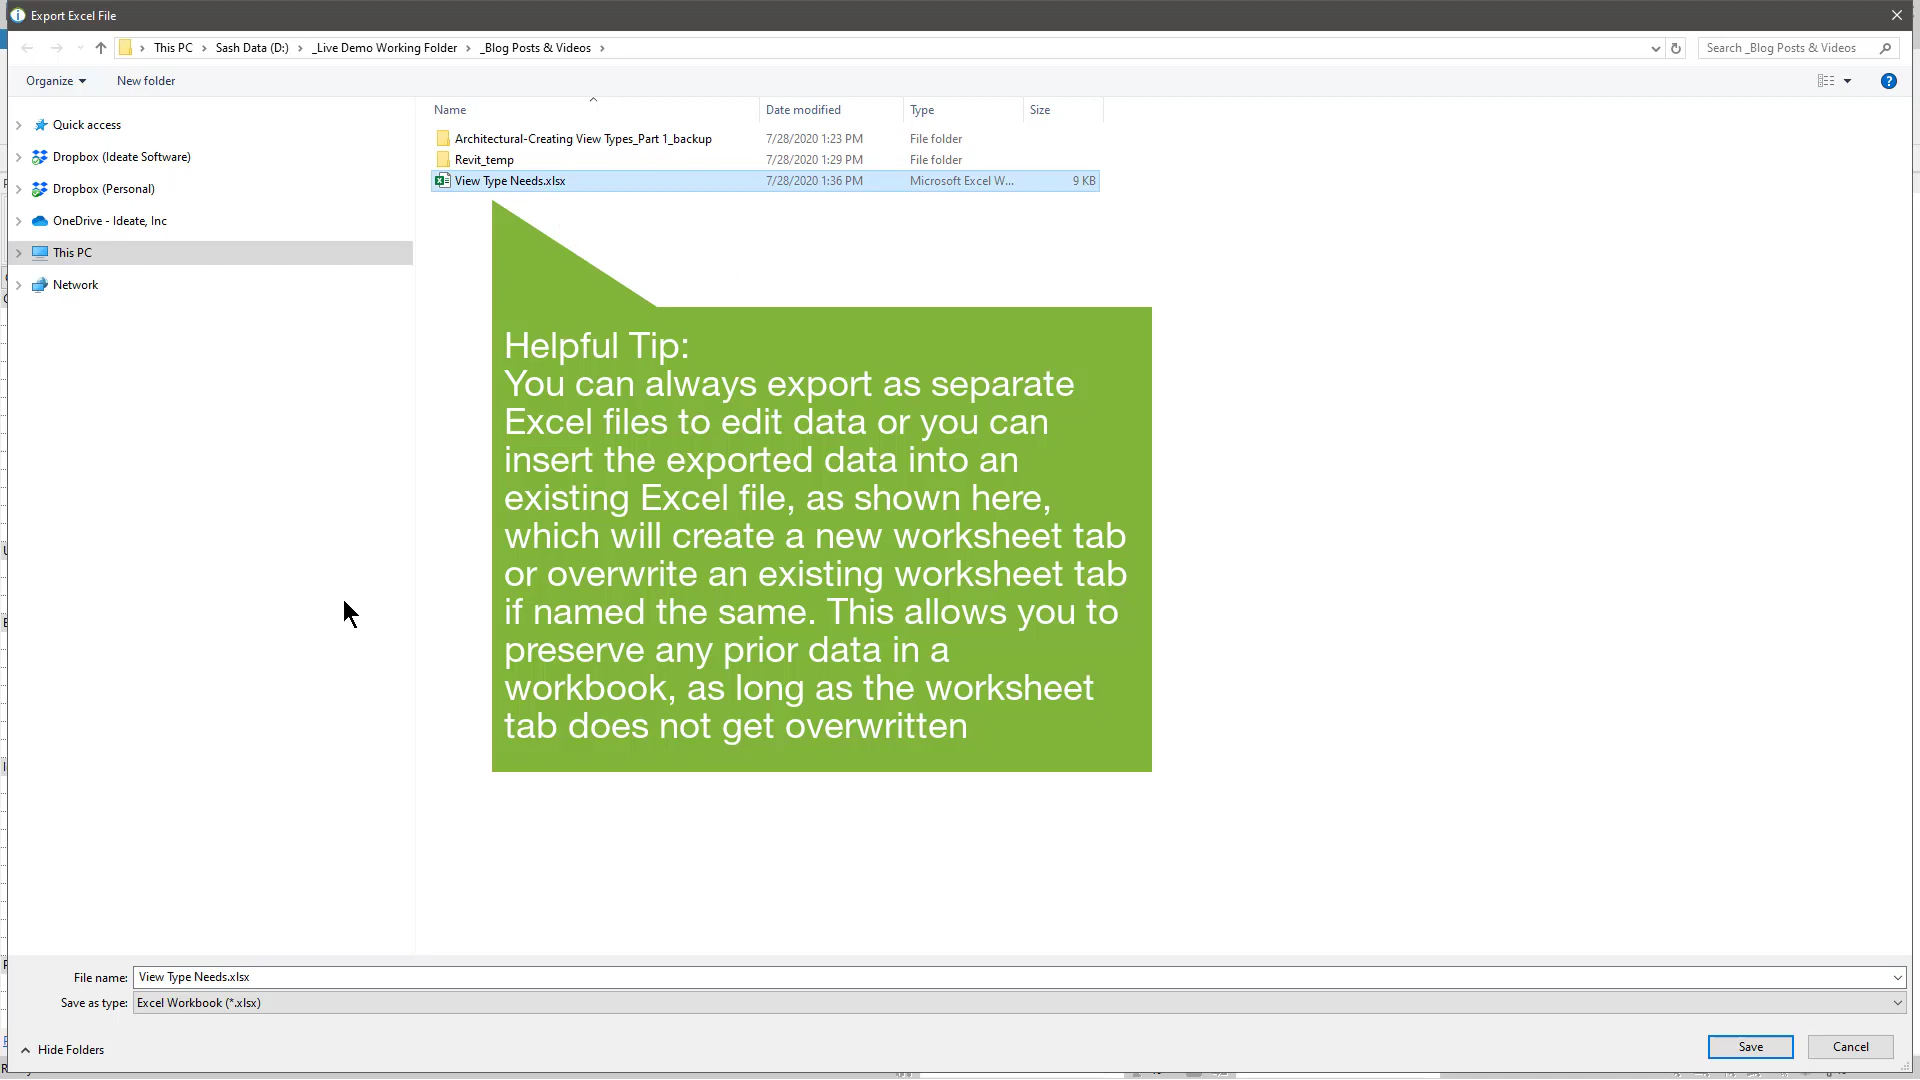 Export Excel File
This PC
Sash Data (D:)
_Live Demo Working Folder
_Blog Posts & Videos
Search _Blog Posts & Videos
Organize
New folder
Name
Date modified
Type
Size
Quick access
Dropbox (Ideate Software)
Dropbox (Personal)
OneDrive - Ideate, Inc
This PC
Network
Architectural-Creating View Types_Part 1_backup 7/28/2020 1:23 PM File folder
Revit_temp 7/28/2020 1:29 PM File folder
View Type Needs.xlsx 7/28/2020 1:36 PM Microsoft Excel W... 9 KB
Helpful Tip:
You can always export as separate
Excel files to edit data or you can
insert the exported data into an
existing Excel file, as shown here,
which will create a new worksheet tab
or overwrite an existing worksheet tab
if named the same. This allows you to
preserve any prior data in a
workbook, as long as the worksheet
tab does not get overwritten
File name: View Type Needs.xlsx
Save as type: Excel Workbook (*.xlsx)
Hide Folders
Save
Cancel